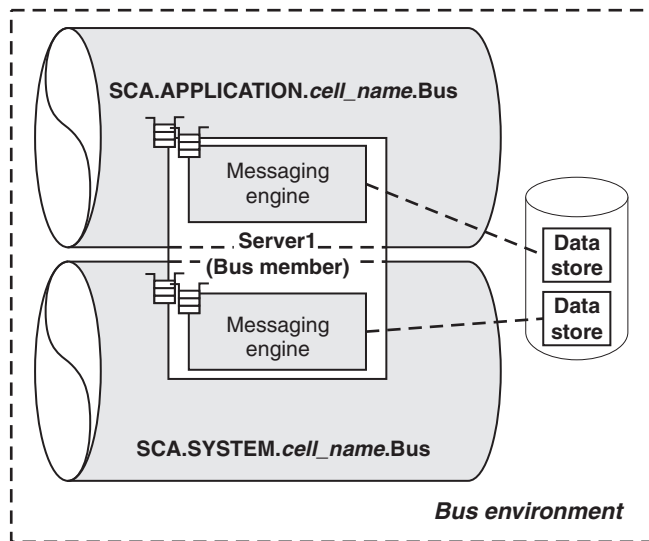 SCA.APPLICATION.cell_name.Bus
Messaging
engine
Server1
(Bus member)
Messaging
engine
Data
store
Data
store
SCA.SYSTEM.cell_name.Bus
Bus environment